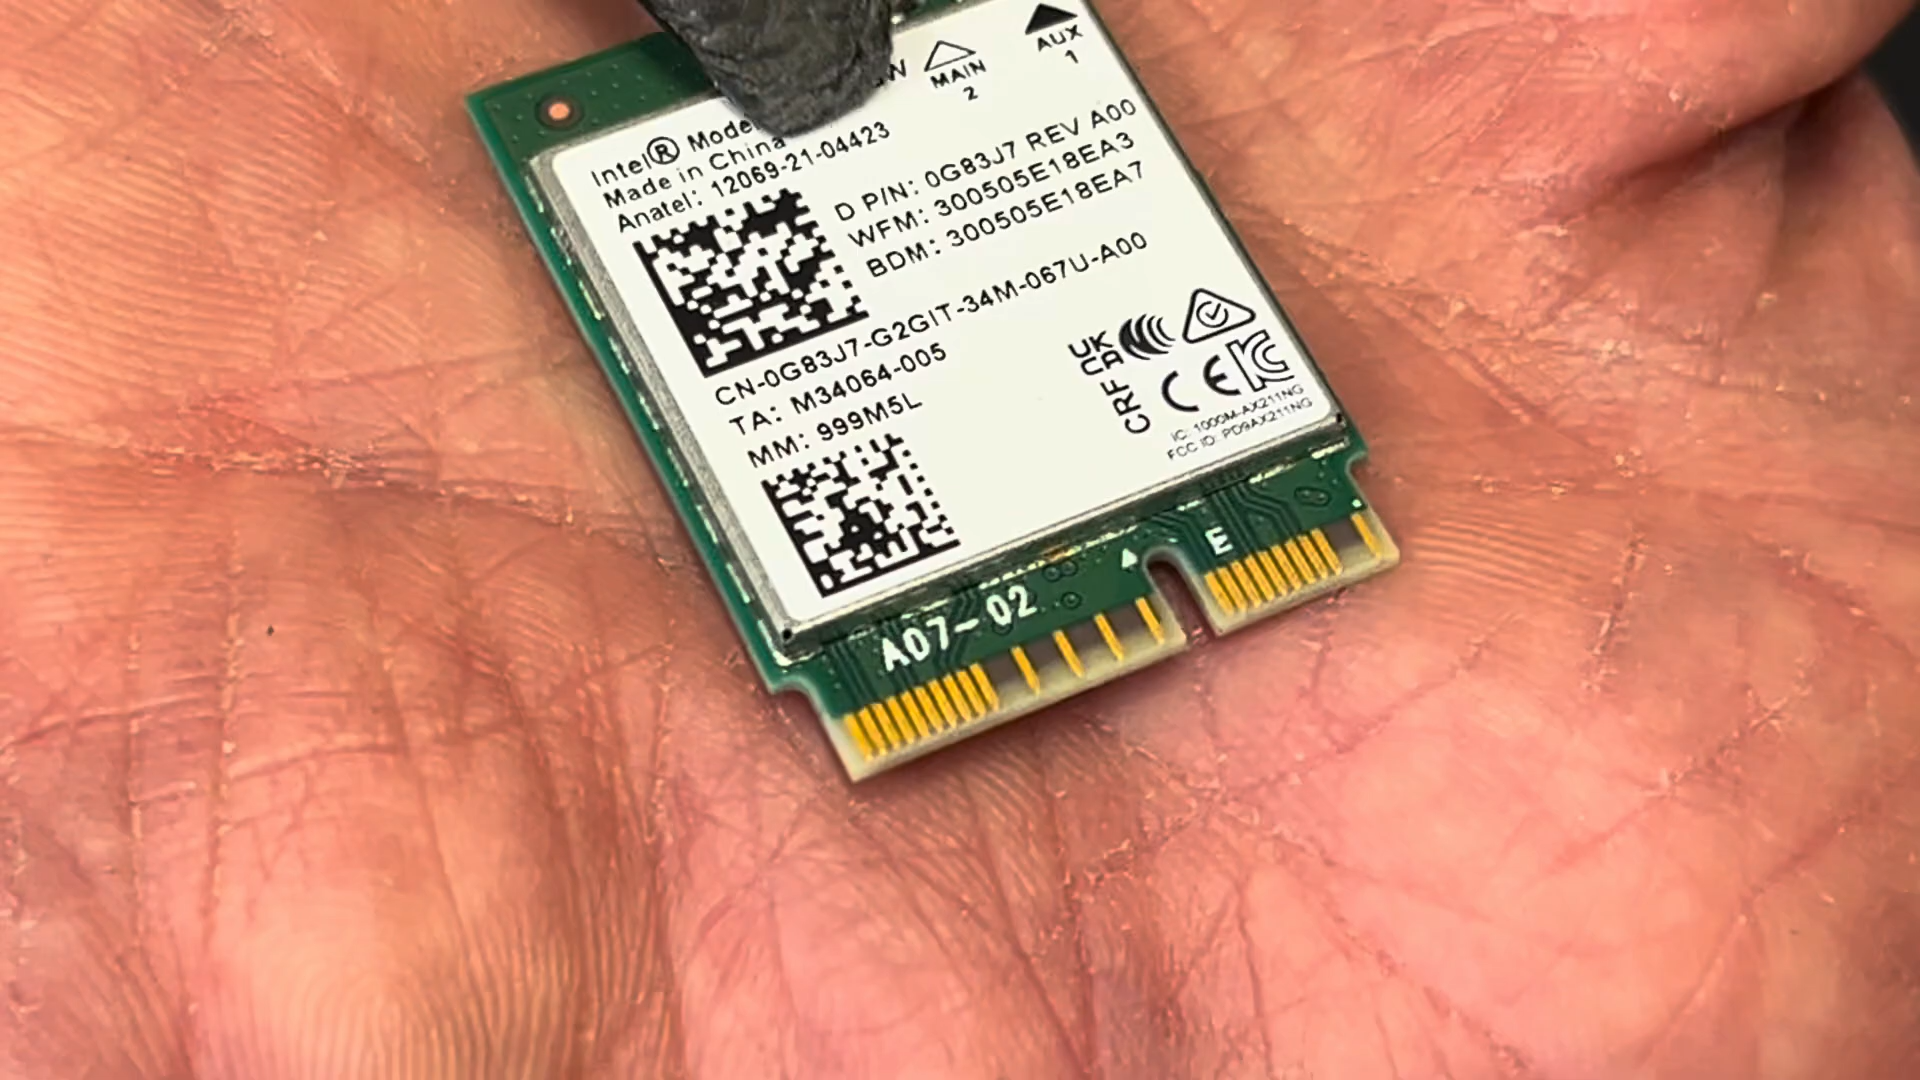 Intel® Mode
Made in China
Anatel: 12069-21-04423
MAIN
2
AUX
1
D P/N: 0G83J7 REV A00
WFM: 300505E18EA3
BDM: 300505E18EA7
CN-0G83J7-G2GIT-34M-067U-A00
TA: M34064-005
MM: 999M5L
UK
CA
CRF
CE
IC: 1000M-AX211NG
FCC ID: PD9AX211NG
A07-02
E